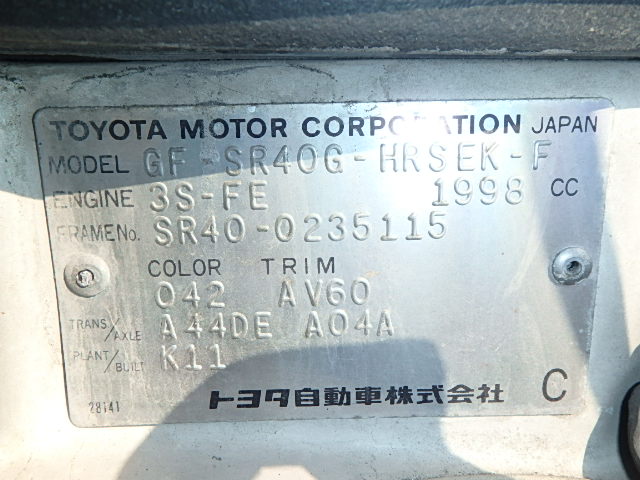 TOYOTA MOTOR CORPORATION JAPAN
MODEL GF-SR40G-HRSEK-F
ENGINE 3S-FE 1998 CC
FRAME No. SR40-0235115
COLOR TRIM
042 AV60
TRANS/AXLE A44DE A04A
PLANT/BUILT K11
28141 トヨタ自動車株式会社 C